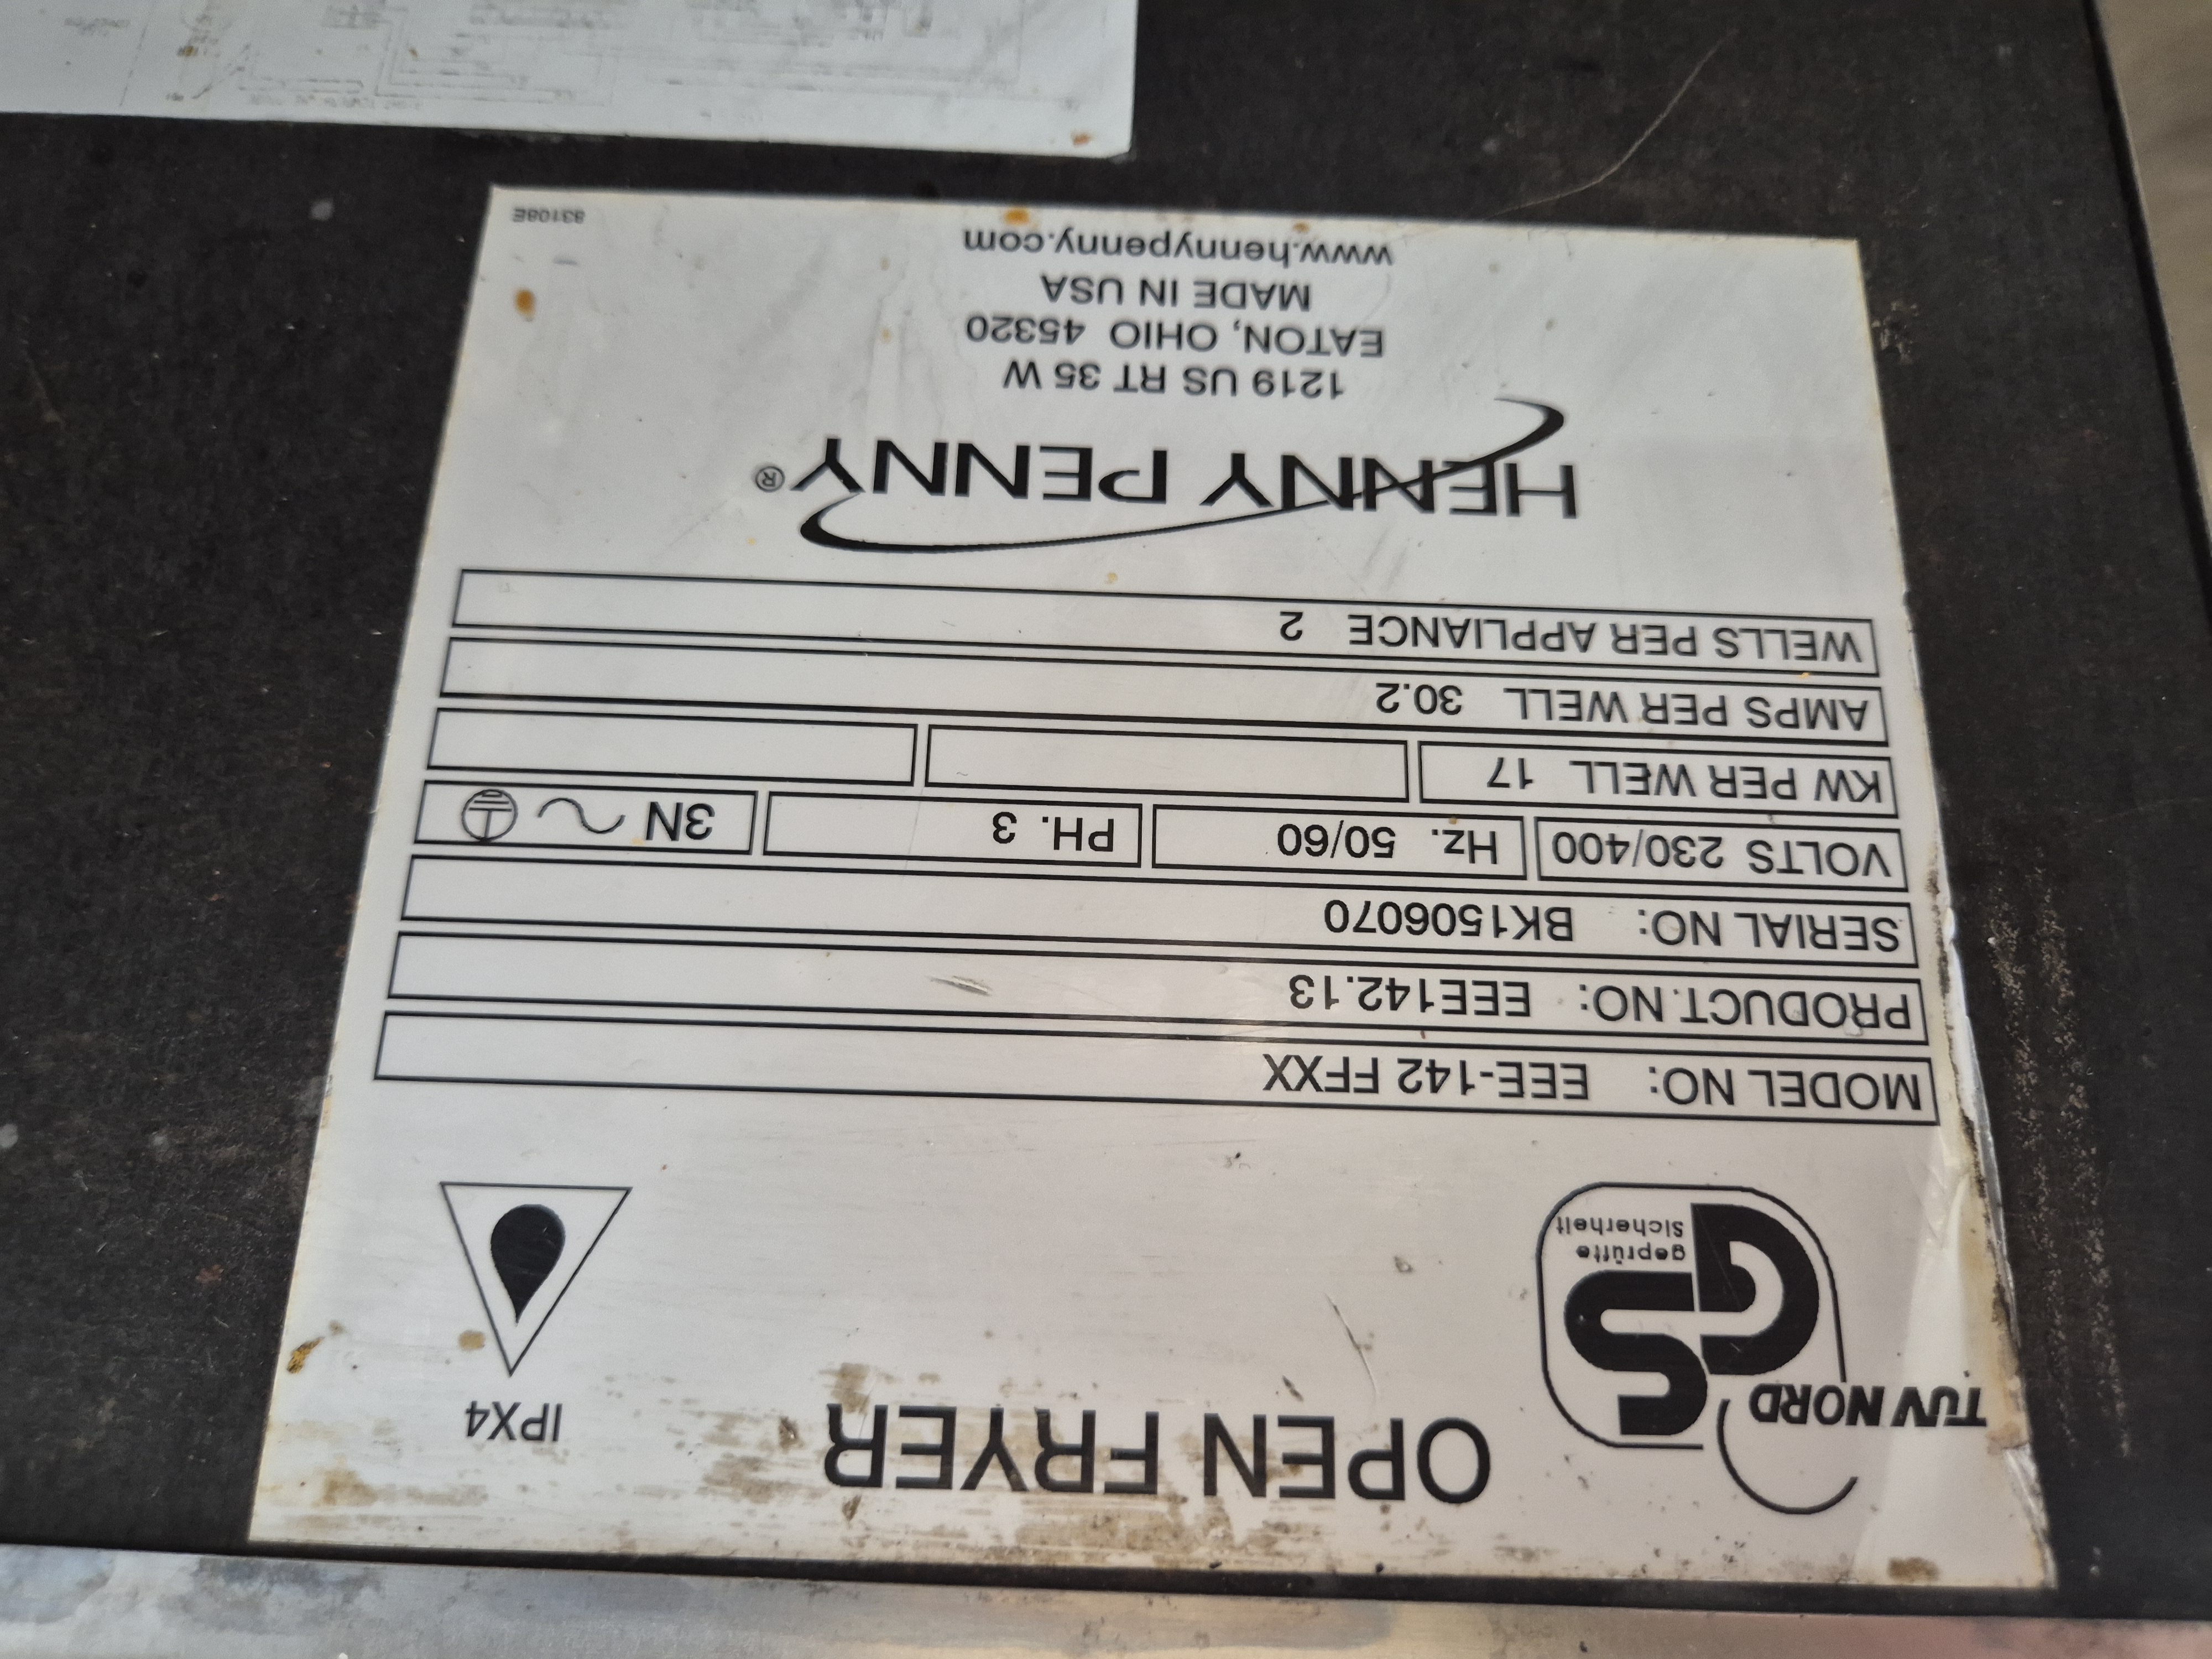 OPEN FRYER
TÜV NORD
GS
geprüfte
Sicherheit
IPX4
MODEL NO: EEE-142 FFXX
PRODUCT NO: EEE142.13
SERIAL NO: BK1506070
VOLTS 230/400 Hz. 50/60 PH. 3 3N
KW PER WELL 17
AMPS PER WELL 30.2
WELLS PER APPLIANCE 2
HENNY PENNY®
1219 US RT 35 W
EATON, OHIO 45320
MADE IN USA
www.hennypenny.com
83108E